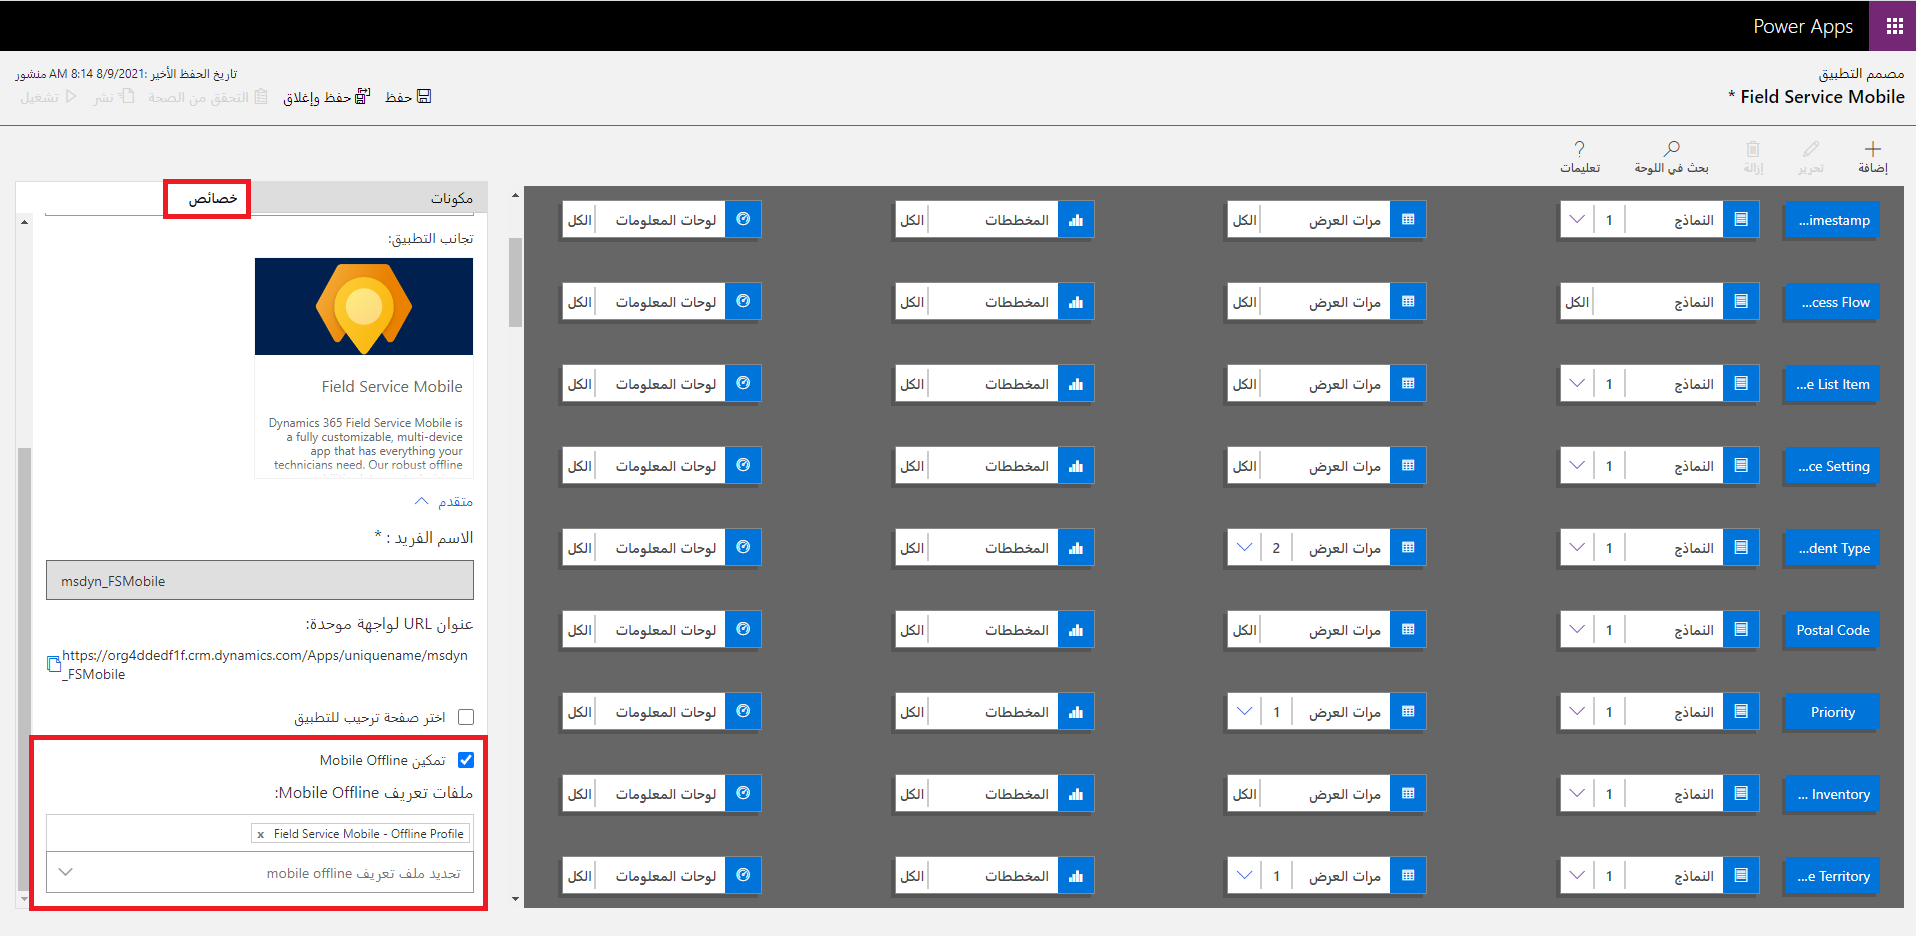 Power Apps
مصمم التطبيق
Field Service Mobile *
تاريخ الحفظ الأخير :8/9/2021 8:14 AM منشور
حفظ
حفظ وإغلاق
التحقق من الصحة
نشر
تشغيل
إضافة
تحرير
إزالة
بحث في اللوحة
تعليمات
...imestamp
النماذج 1
مرات العرض الكل
المخططات الكل
لوحات المعلومات الكل
...cess Flow
النماذج الكل
مرات العرض الكل
المخططات الكل
لوحات المعلومات الكل
...e List Item
النماذج 1
مرات العرض الكل
المخططات الكل
لوحات المعلومات الكل
...ce Setting
النماذج 1
مرات العرض الكل
المخططات الكل
لوحات المعلومات الكل
...dent Type
النماذج 1
مرات العرض 2
المخططات الكل
لوحات المعلومات الكل
Postal Code
النماذج 1
مرات العرض الكل
المخططات الكل
لوحات المعلومات الكل
Priority
النماذج 1
مرات العرض 1
المخططات الكل
لوحات المعلومات الكل
... Inventory
النماذج 1
مرات العرض الكل
المخططات الكل
لوحات المعلومات الكل
...e Territory
النماذج 1
مرات العرض 1
المخططات الكل
لوحات المعلومات الكل
مكونات
خصائص
تجانب التطبيق:
Field Service Mobile
Dynamics 365 Field Service Mobile is
a fully customizable, multi-device
app that has everything your
technicians need. Our robust offline
متقدم
الاسم الفريد : *
msdyn_FSMobile
عنوان URL لواجهة موحدة:
https://org4ddedf1f.crm.dynamics.com/Apps/uniquename/msdyn
_FSMobile
اختر صفحة ترحيب للتطبيق
تمكين Mobile Offline
ملفات تعريف Mobile Offline:
Field Service Mobile - Offline Profile x
تحديد ملف تعريف mobile offline